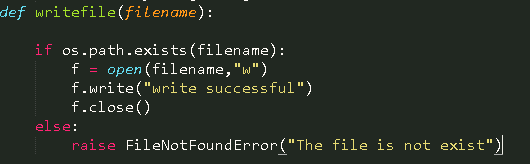 def writefile(filename):
if os.path.exists(filename):
f = open(filename,"w")
f.write("write successful")
f.close()
else:
raise FileNotFoundError("The file is not exist")